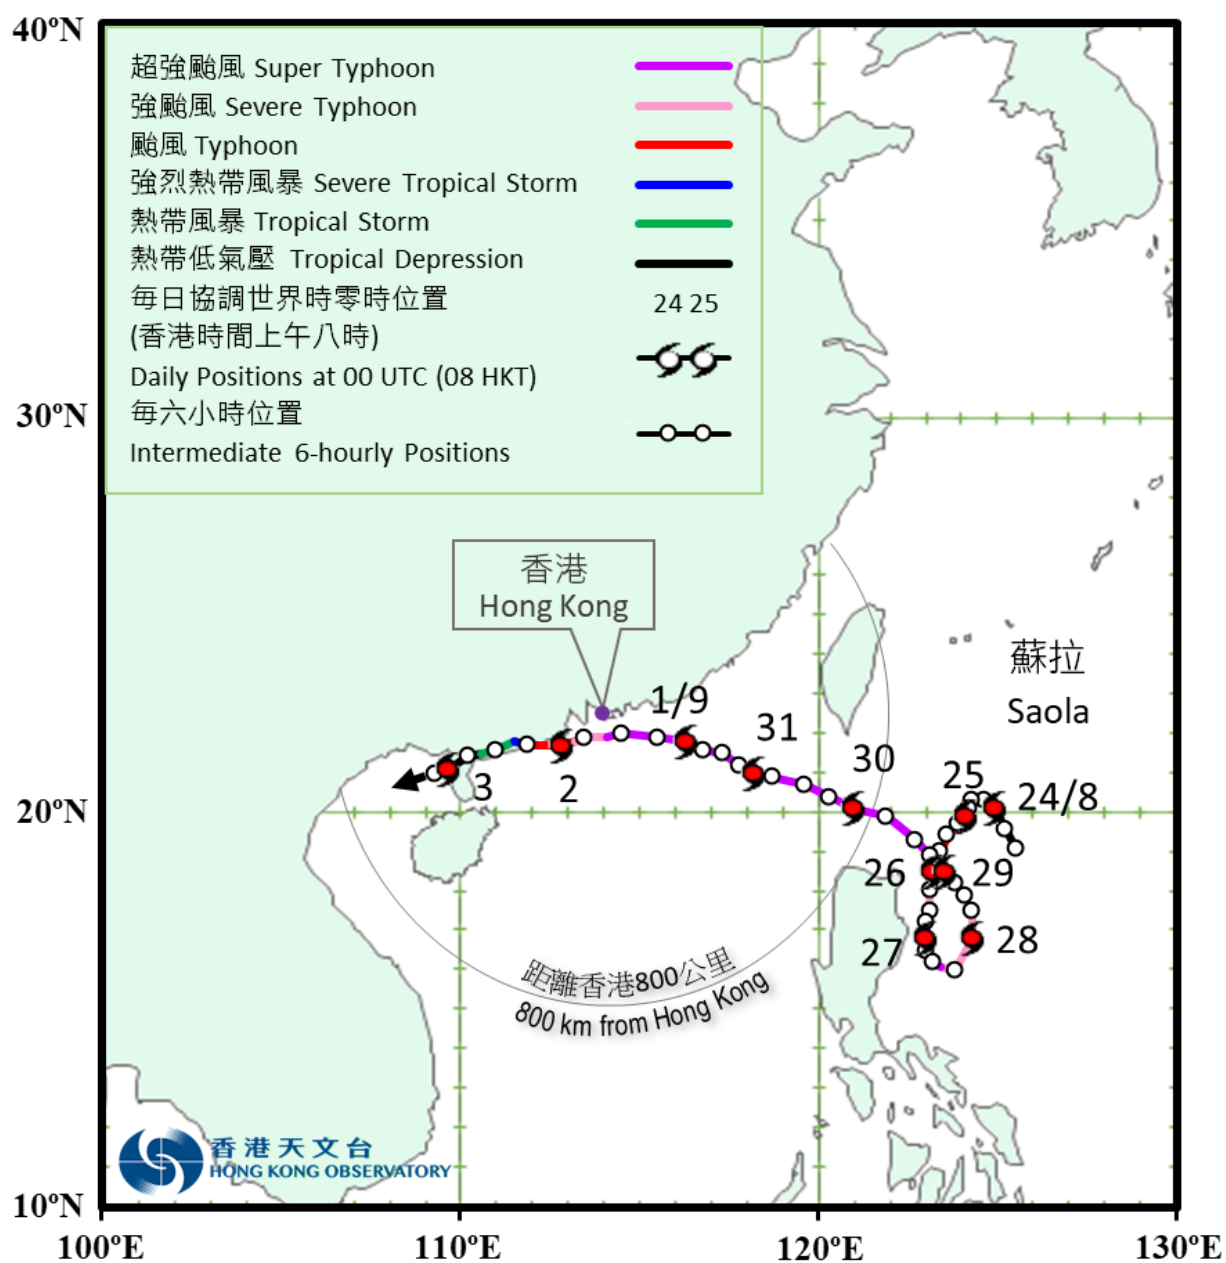 40ºN
超強颱風 Super Typhoon
強颱風 Severe Typhoon
颱風 Typhoon
強烈熱帶風暴 Severe Tropical Storm
熱帶風暴 Tropical Storm
熱帶低氣壓 Tropical Depression
每日協調世界時零時位置
24 25
(香港時間上午八時)
Daily Positions at 00 UTC (08 HKT)
每六小時位置
Intermediate 6-hourly Positions
30ºN
香港
Hong Kong
蘇拉
Saola
1/9
31
30
25
24/8
3
2
20ºN
26
29
27
28
距離香港800公里
800 km from Hong Kong
香港天文台
HONG KONG OBSERVATORY
10ºN
100ºE
110ºE
120ºE
130ºE